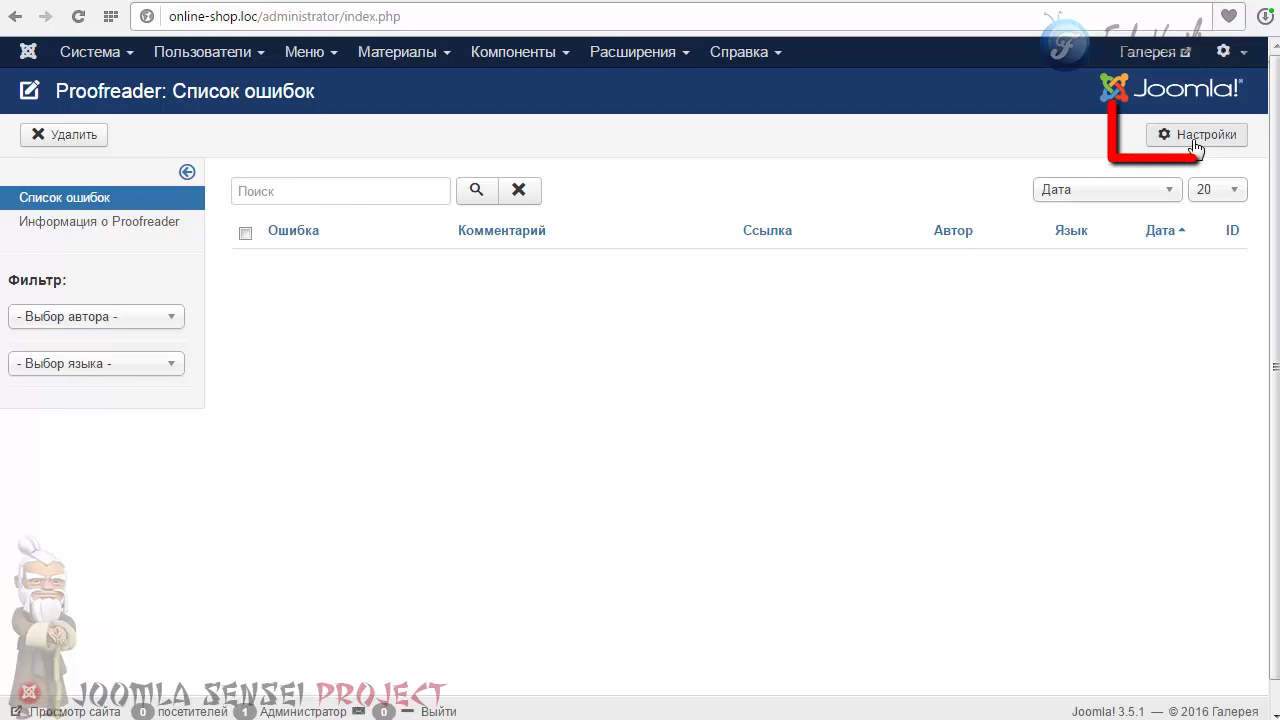 online-shop.loc/administrator/index.php
Система Пользователи Меню Материалы Компоненты Расширения Справка Галерея
Proofreader: Список ошибок
Joomla!®
Удалить Настройки
Список ошибок
Информация о Proofreader
Поиск Дата 20
Ошибка Комментарий Ссылка Автор Язык Дата ID
Фильтр:
- Выбор автора -
- Выбор языка -
JOOMLA SENSEI PROJECT
Просмотр сайта 0 посетителей 1 Администратор 0 Выйти
Joomla! 3.5.1 — © 2016 Галерея